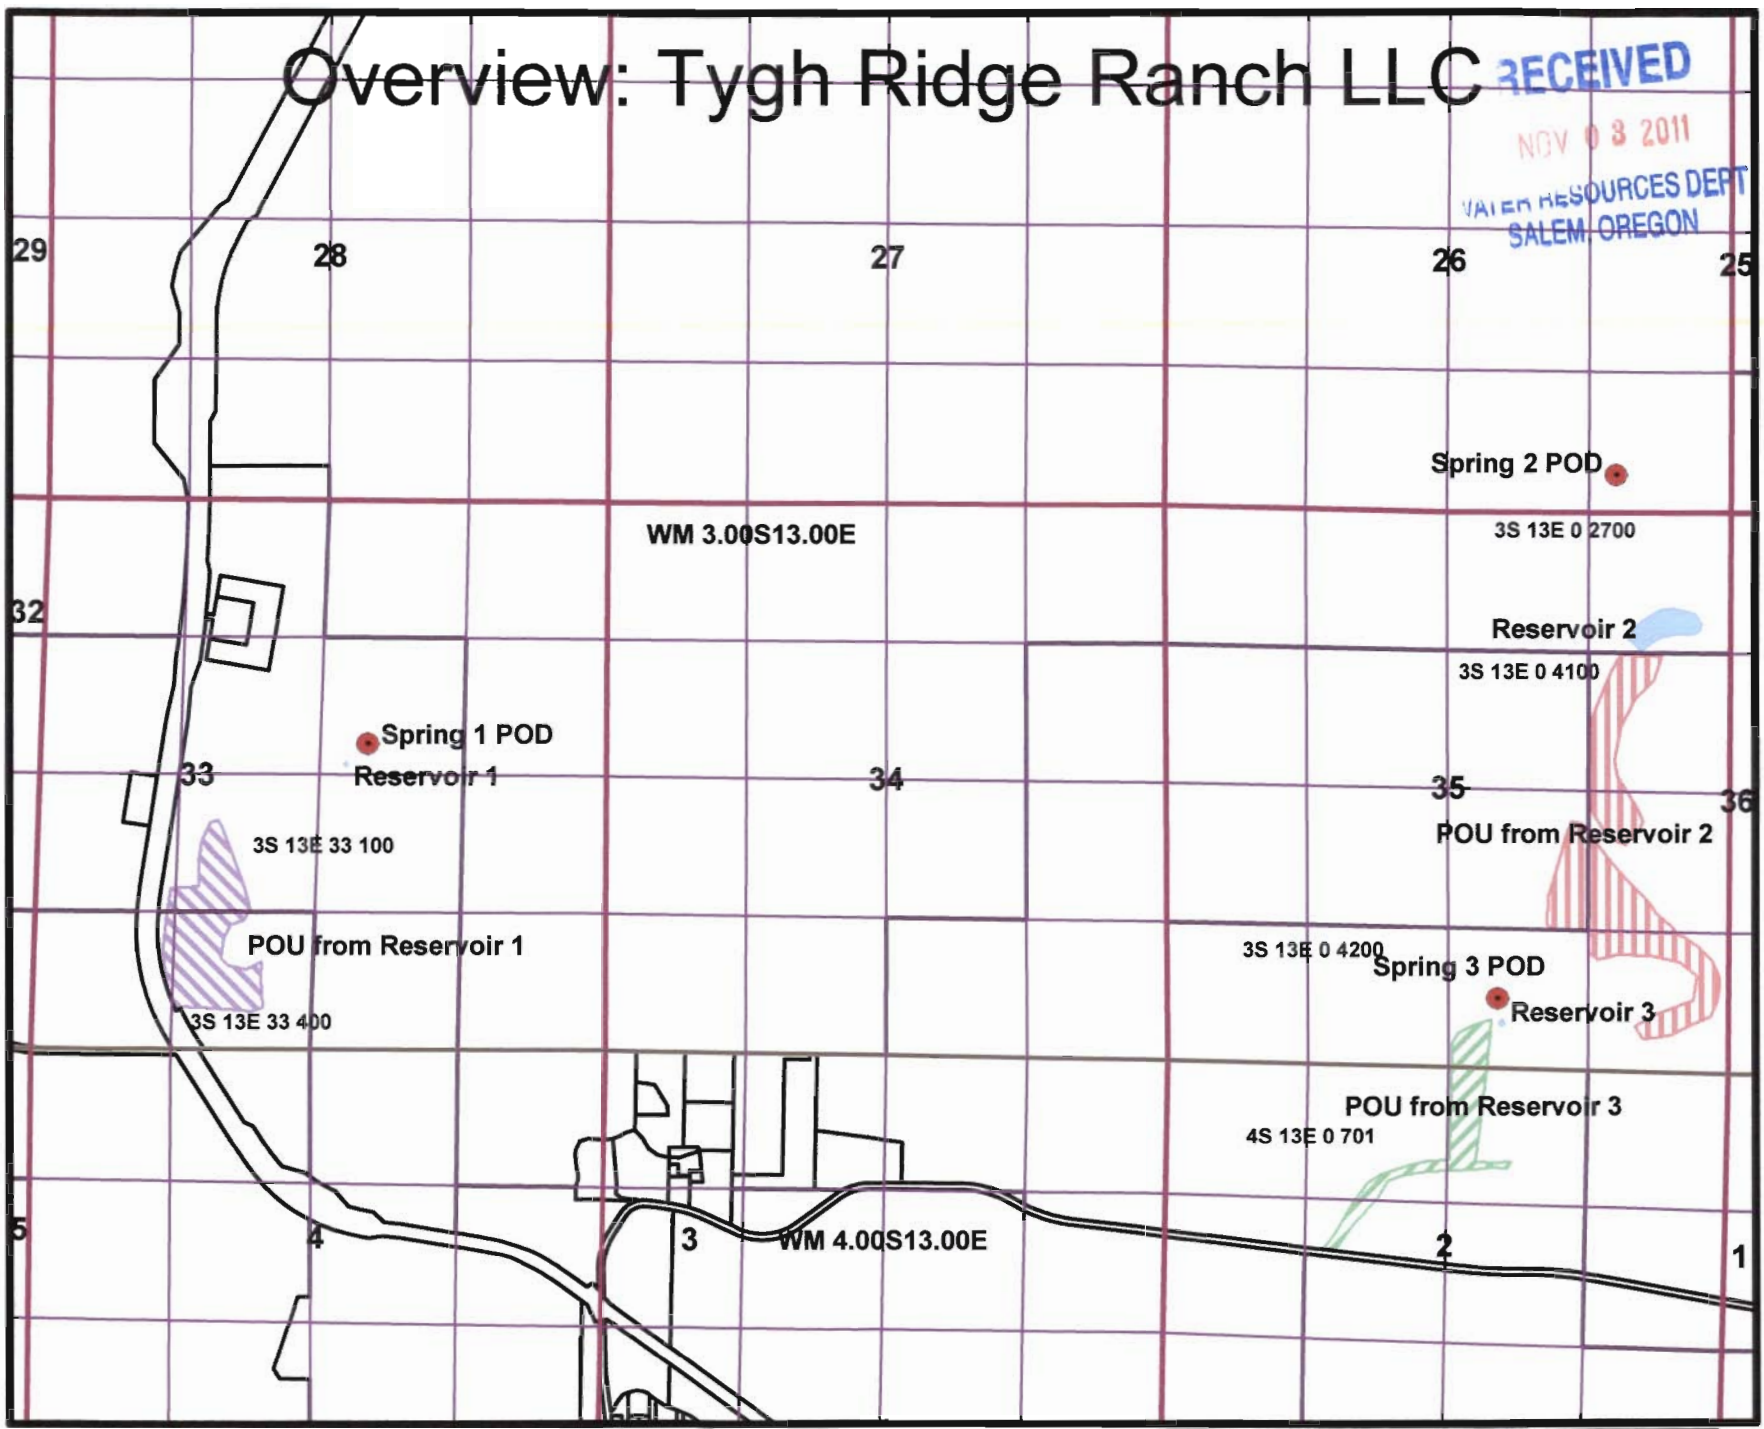 Overview: Tygh Ridge Ranch LLC
RECEIVED
NOV 03 2011
WATER RESOURCES DEPT
SALEM, OREGON
29
28
27
26
25
Spring 2 POD
WM 3.00S13.00E
3S 13E 0 2700
32
Reservoir 2
3S 13E 0 4100
Spring 1 POD
Reservoir 1
33
34
35
36
3S 13E 33 100
POU from Reservoir 2
POU from Reservoir 1
3S 13E 0 4200
Spring 3 POD
Reservoir 3
3S 13E 33 400
POU from Reservoir 3
4S 13E 0 701
5
4
3
WM 4.00S13.00E
2
1